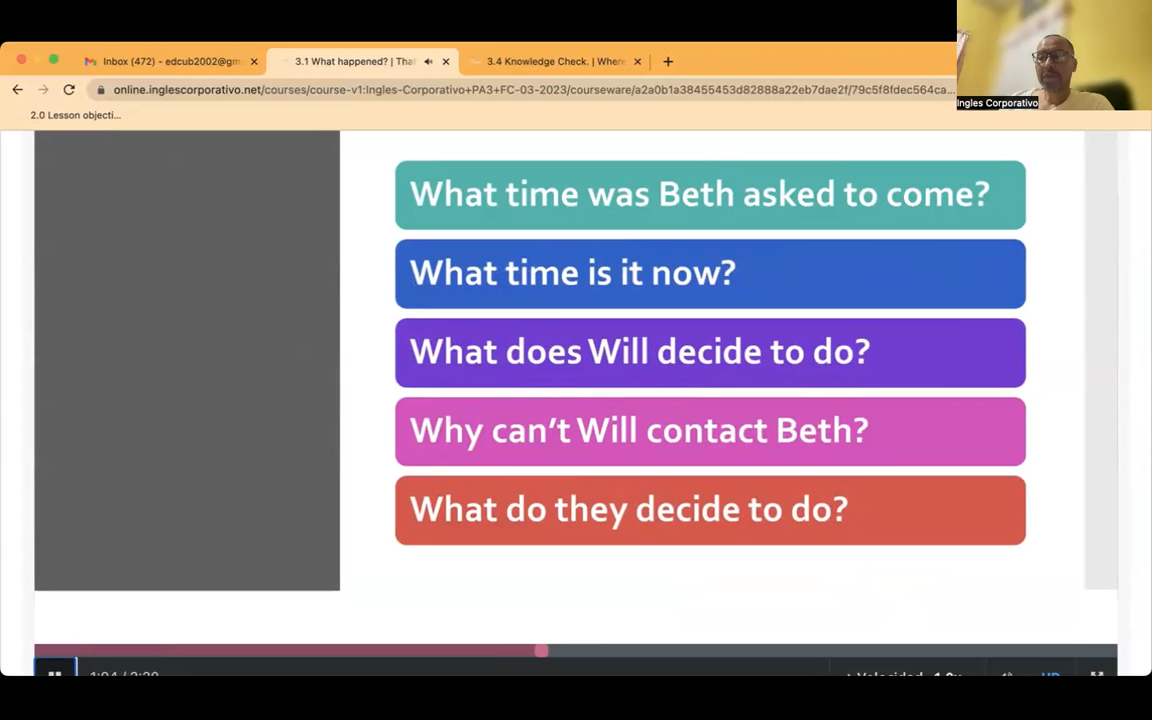 Inbox (472) - edcub2002@gm
3.1 What happened? | Tha
3.4 Knowledge Check. | Where
online.inglescorporativo.net/courses/course-v1:Ingles-Corporativo+PA3+FC-03-2023/courseware/a2a0b1a38455453d82888a22eb7dae2f/79c5f8fdec564ca...
Ingles Corporativo
2.0 Lesson objecti...
What time was Beth asked to come?
What time is it now?
What does Will decide to do?
Why can't Will contact Beth?
What do they decide to do?